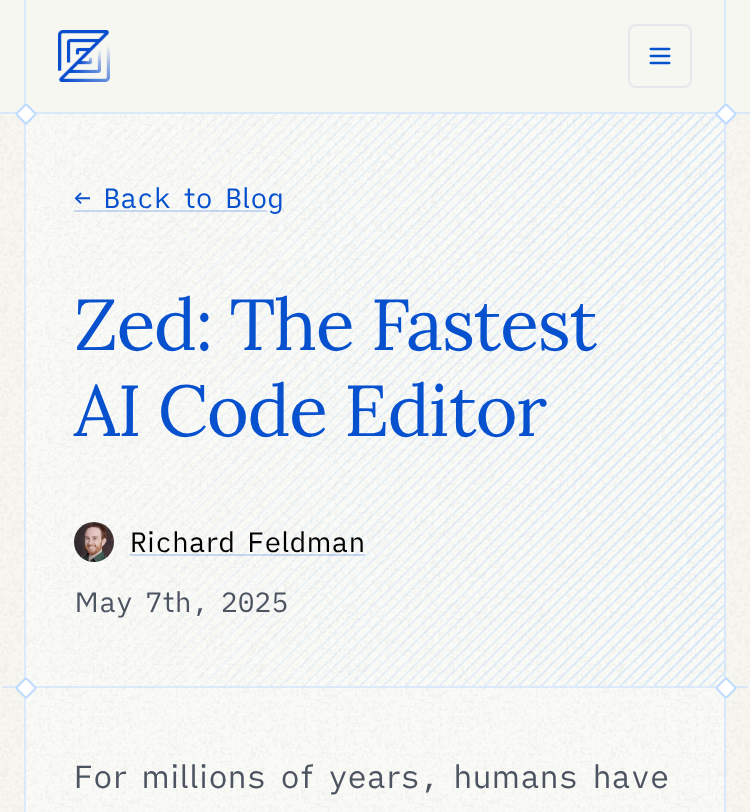 ← Back to Blog
Zed: The Fastest
AI Code Editor
Richard Feldman
May 7th, 2025
For millions of years, humans have